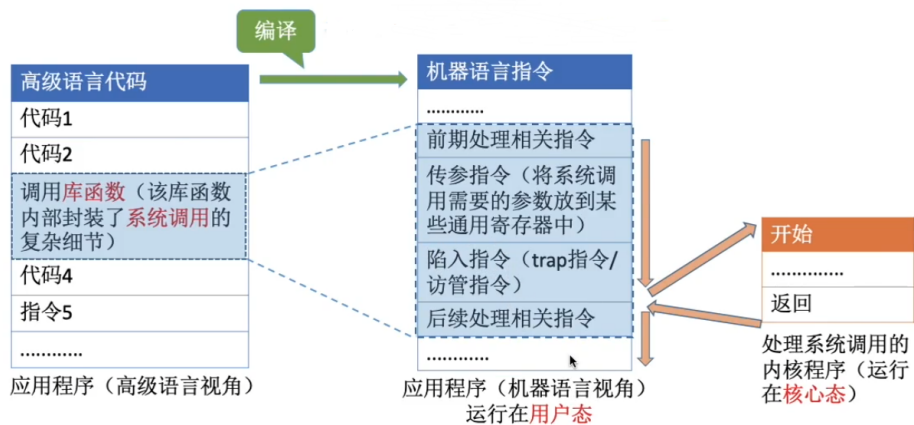 编译
高级语言代码
代码1
代码2
调用库函数（该库函数
内部封装了系统调用的
复杂细节）
代码4
指令5
............
应用程序（高级语言视角）
机器语言指令
............
前期处理相关指令
传参指令（将系统调
用需要的参数放到某
些通用寄存器中）
陷入指令（trap指令/
访管指令）
后续处理相关指令
............
应用程序（机器语言视角）
运行在用户态
开始
..............
返回
处理系统调用的
内核程序（运行
在核心态）